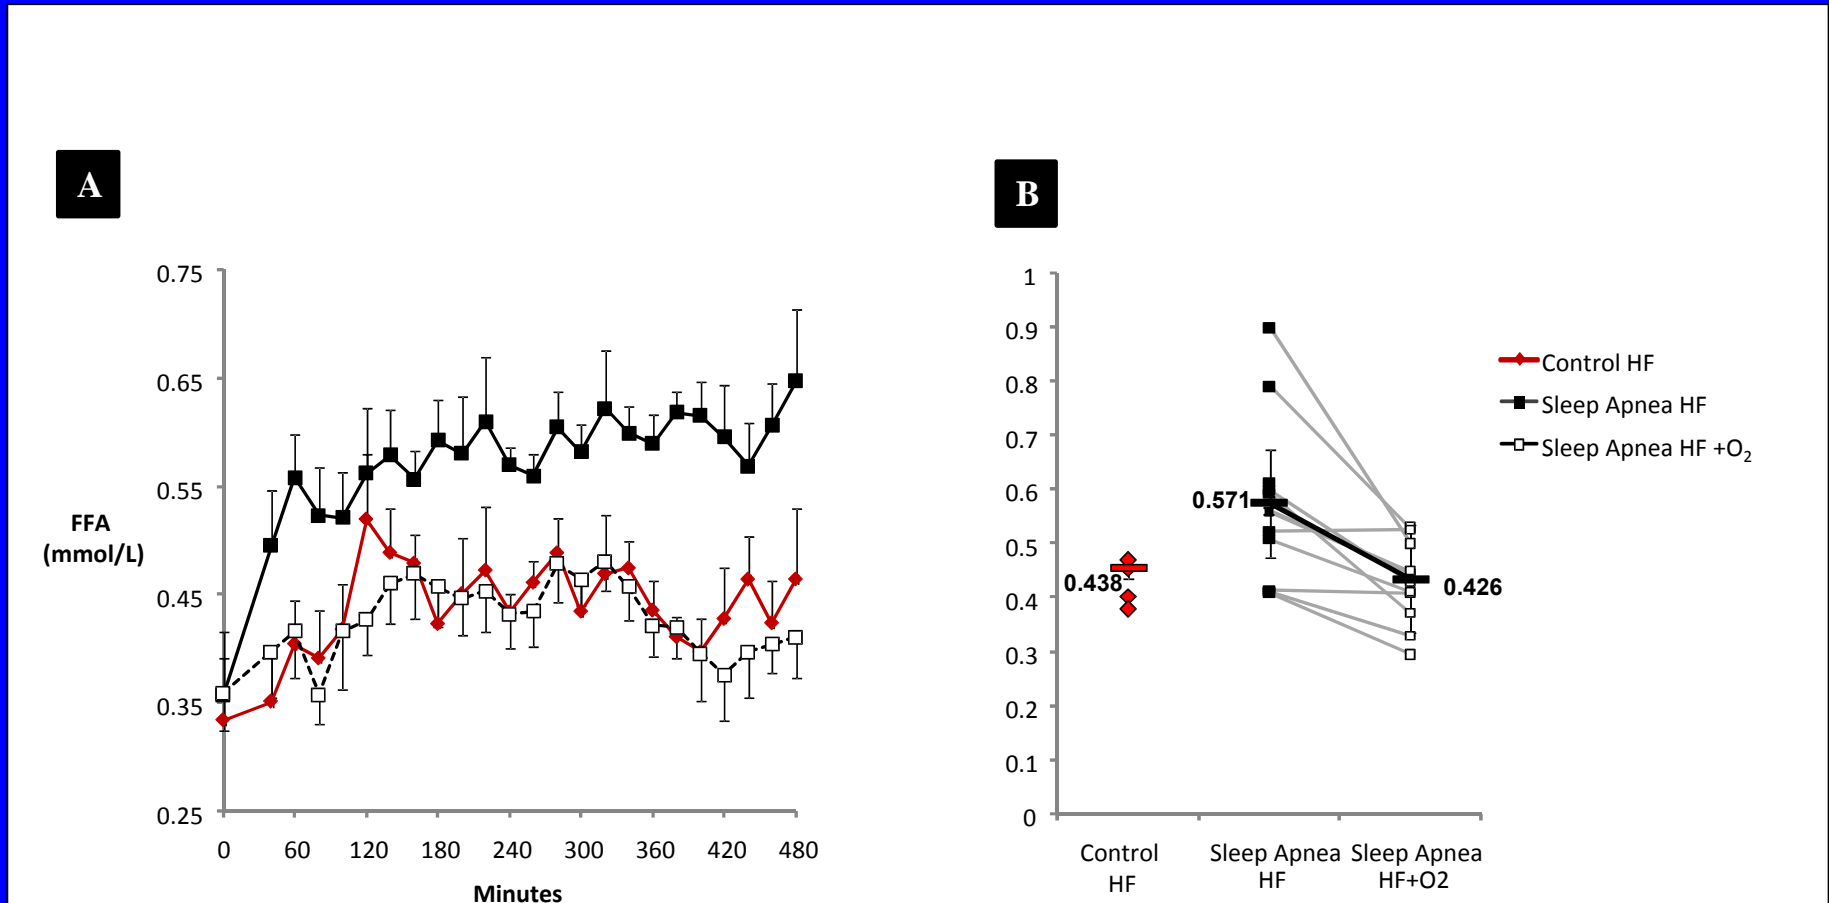 A
B
0.75
0.65
0.55
0.45
0.35
0.25
FFA
(mmol/L)
0 60 120 180 240 300 360 420 480
Minutes
1
0.9
0.8
0.7
0.6
0.5
0.4
0.3
0.2
0.1
0
0.438
0.571
0.426
Control
HF
Sleep Apnea
HF
Sleep Apnea
HF+O2
Control HF
Sleep Apnea HF
Sleep Apnea HF +O₂